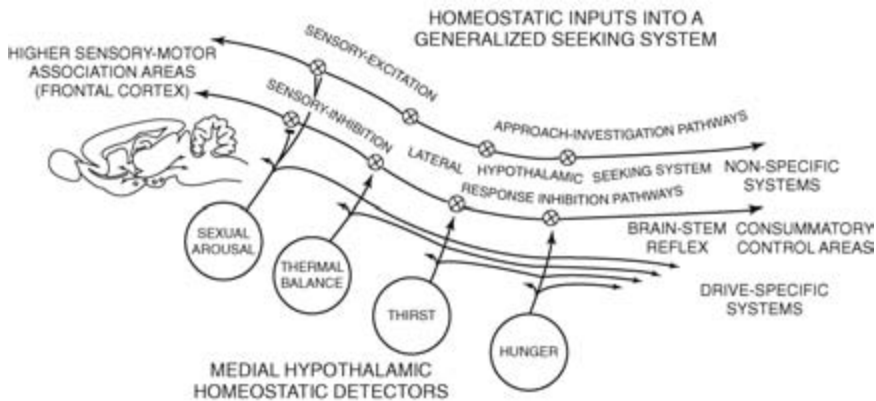 HOMEOSTATIC INPUTS INTO A
GENERALIZED SEEKING SYSTEM
HIGHER SENSORY-MOTOR
ASSOCIATION AREAS
(FRONTAL CORTEX)
SENSORY-EXCITATION
SENSORY-INHIBITION
APPROACH-INVESTIGATION PATHWAYS
LATERAL HYPOTHALAMIC SEEKING SYSTEM
NON-SPECIFIC
SYSTEMS
RESPONSE INHIBITION PATHWAYS
BRAIN-STEM
REFLEX
CONSUMMATORY
CONTROL AREAS
SEXUAL
AROUSAL
THERMAL
BALANCE
THIRST
HUNGER
DRIVE-SPECIFIC
SYSTEMS
MEDIAL HYPOTHALAMIC
HOMEOSTATIC DETECTORS